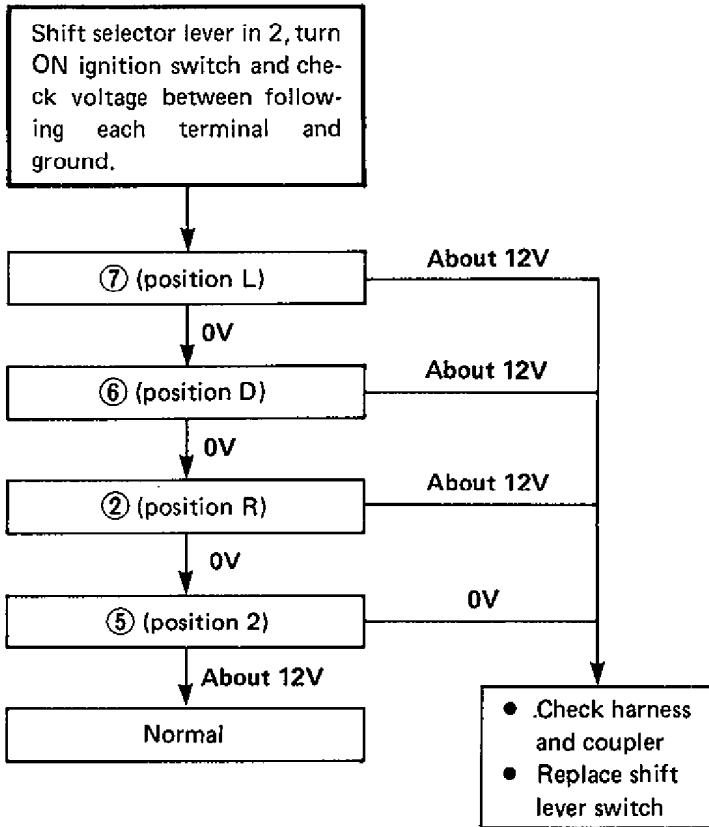 Shift selector lever in 2, turn
ON ignition switch and che-
ck voltage between follow-
ing each terminal and
ground.
⑦ (position L)
About 12V
0V
⑥ (position D)
About 12V
0V
② (position R)
About 12V
0V
⑤ (position 2)
0V
About 12V
Normal
● .Check harness
and coupler
● Replace shift
lever switch